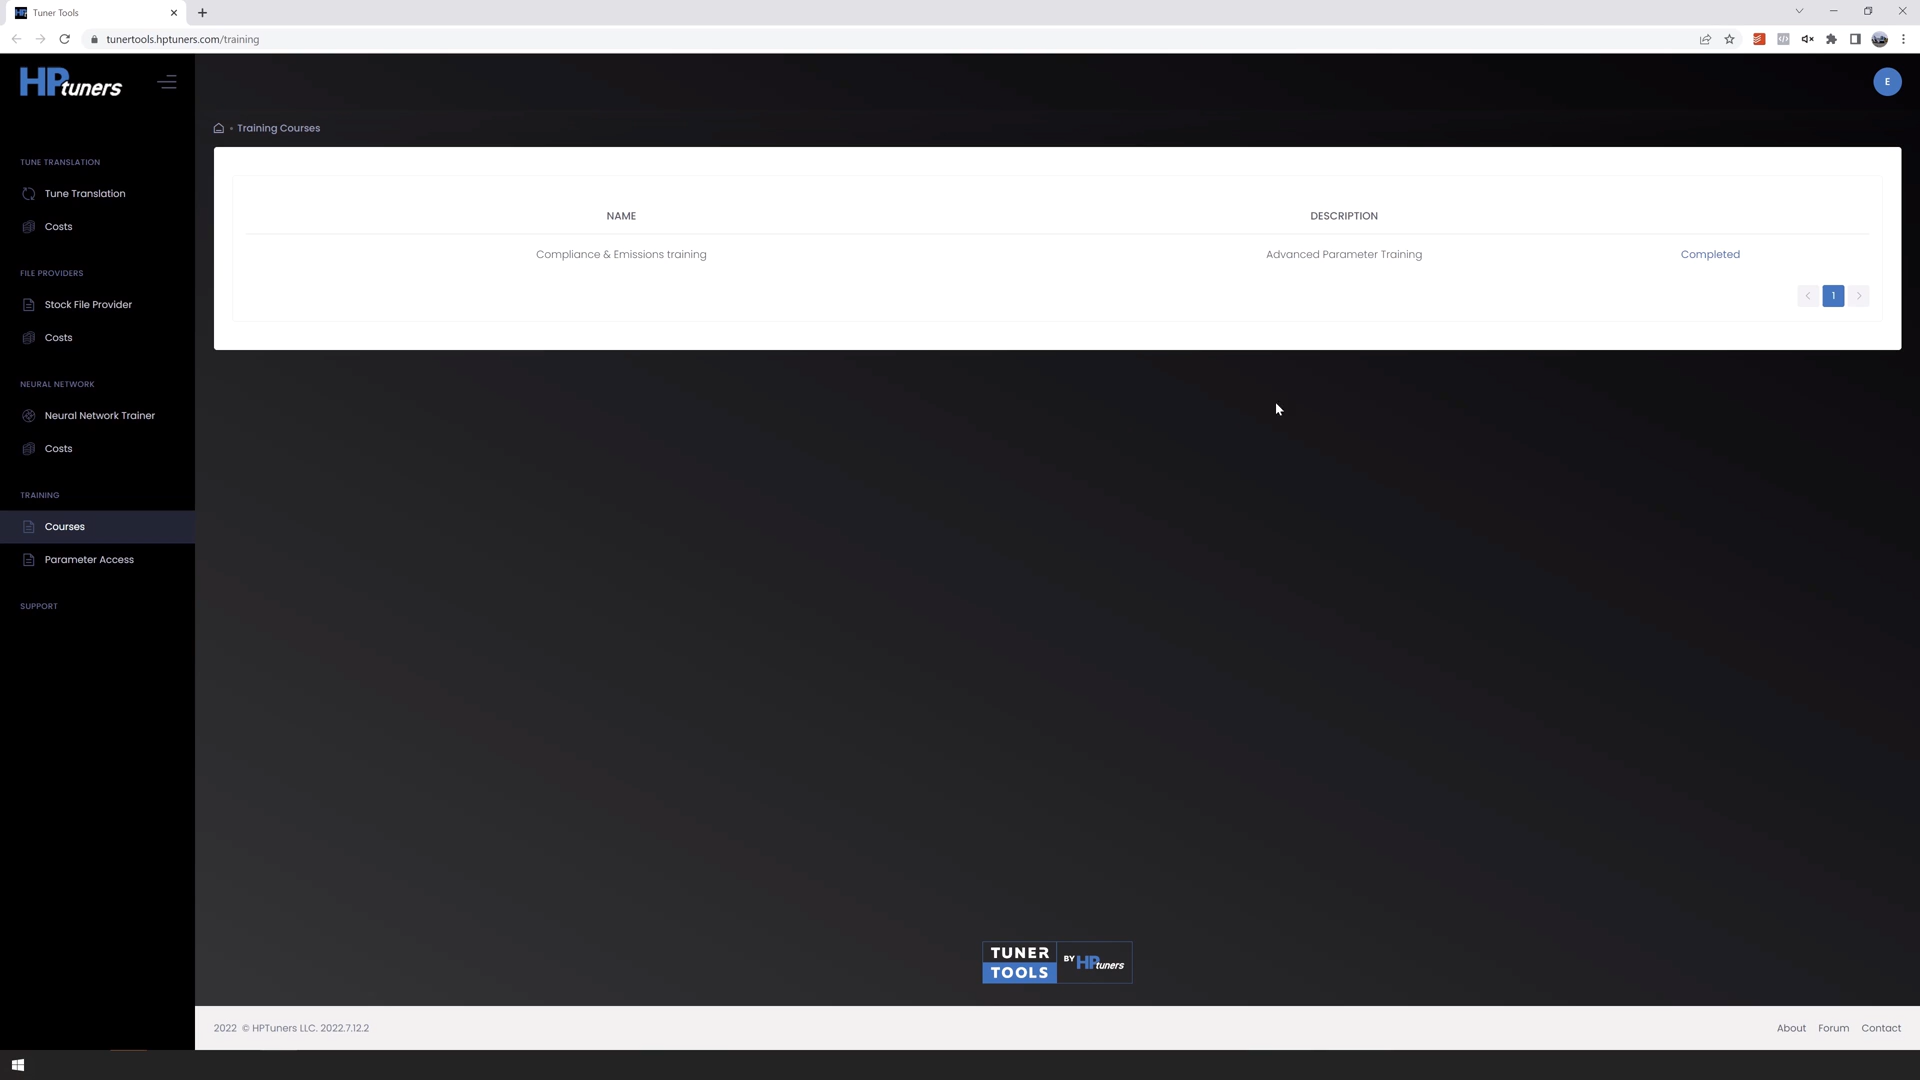 Tuner Tools
tunertools.hptuners.com/training
HPtuners
E
Training Courses
TUNE TRANSLATION
Tune Translation
Costs
FILE PROVIDERS
Stock File Provider
Costs
NEURAL NETWORK
Neural Network Trainer
Costs
TRAINING
Courses
Parameter Access
SUPPORT
NAME DESCRIPTION
Compliance & Emissions training Advanced Parameter Training Completed
1
TUNER
TOOLS
BY HPtuners
2022 © HPTuners LLC. 2022.7.12.2
About Forum Contact